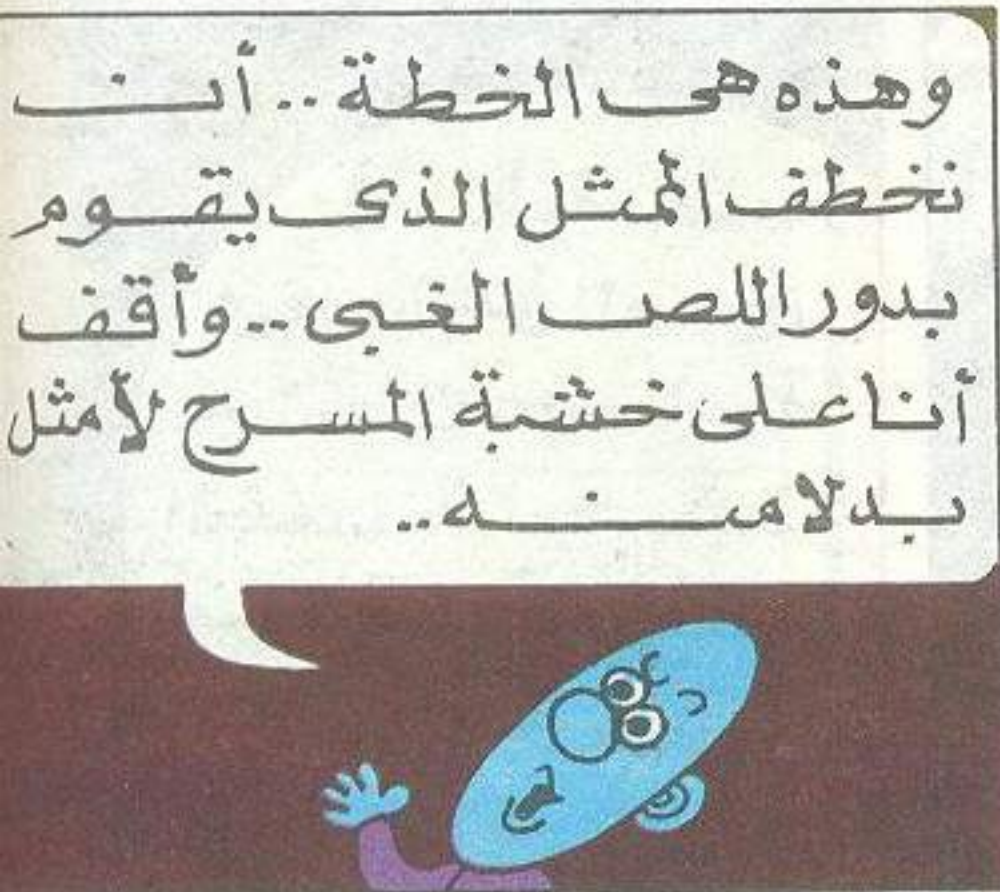 وهذه هى الخطة .. أن
نخطف الممثل الذى يقوم
بدور اللص الغبى .. وأقف
أنا على خشبة المسرح لأمثل
بدلا منه ..